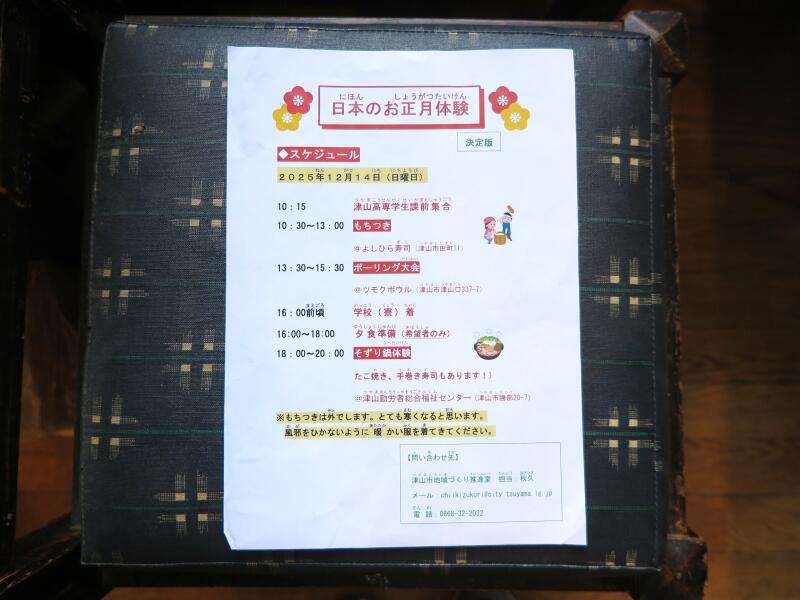 日本のお正月体験
決定版
◆スケジュール
2025年12月14日（日曜日）
10：15 津山高専学生課前集合
10：30～13：00 もちつき
＠よしひら寿司（津山市田町11）
13：30～15：30 ボーリング大会
＠ツモクボウル（津山市津山口337-7）
16：00前頃 学校（寮）着
16:00～18:00 夕食準備（希望者のみ）
18：00～20：00 そずり鍋体験
たこ焼き、手巻き寿司もあります！）
＠津山勤労者総合福祉センター（津山市勝部20-7）
※もちつきは外でします。とても寒くなると思います。
風邪をひかないように暖かい服を着てきてください。
【問い合わせ先】
津山市地域づくり推進室 担当 秋久
メール：chiikizukuri@city.tsuyama.lg.jp
電話：0868-32-2032